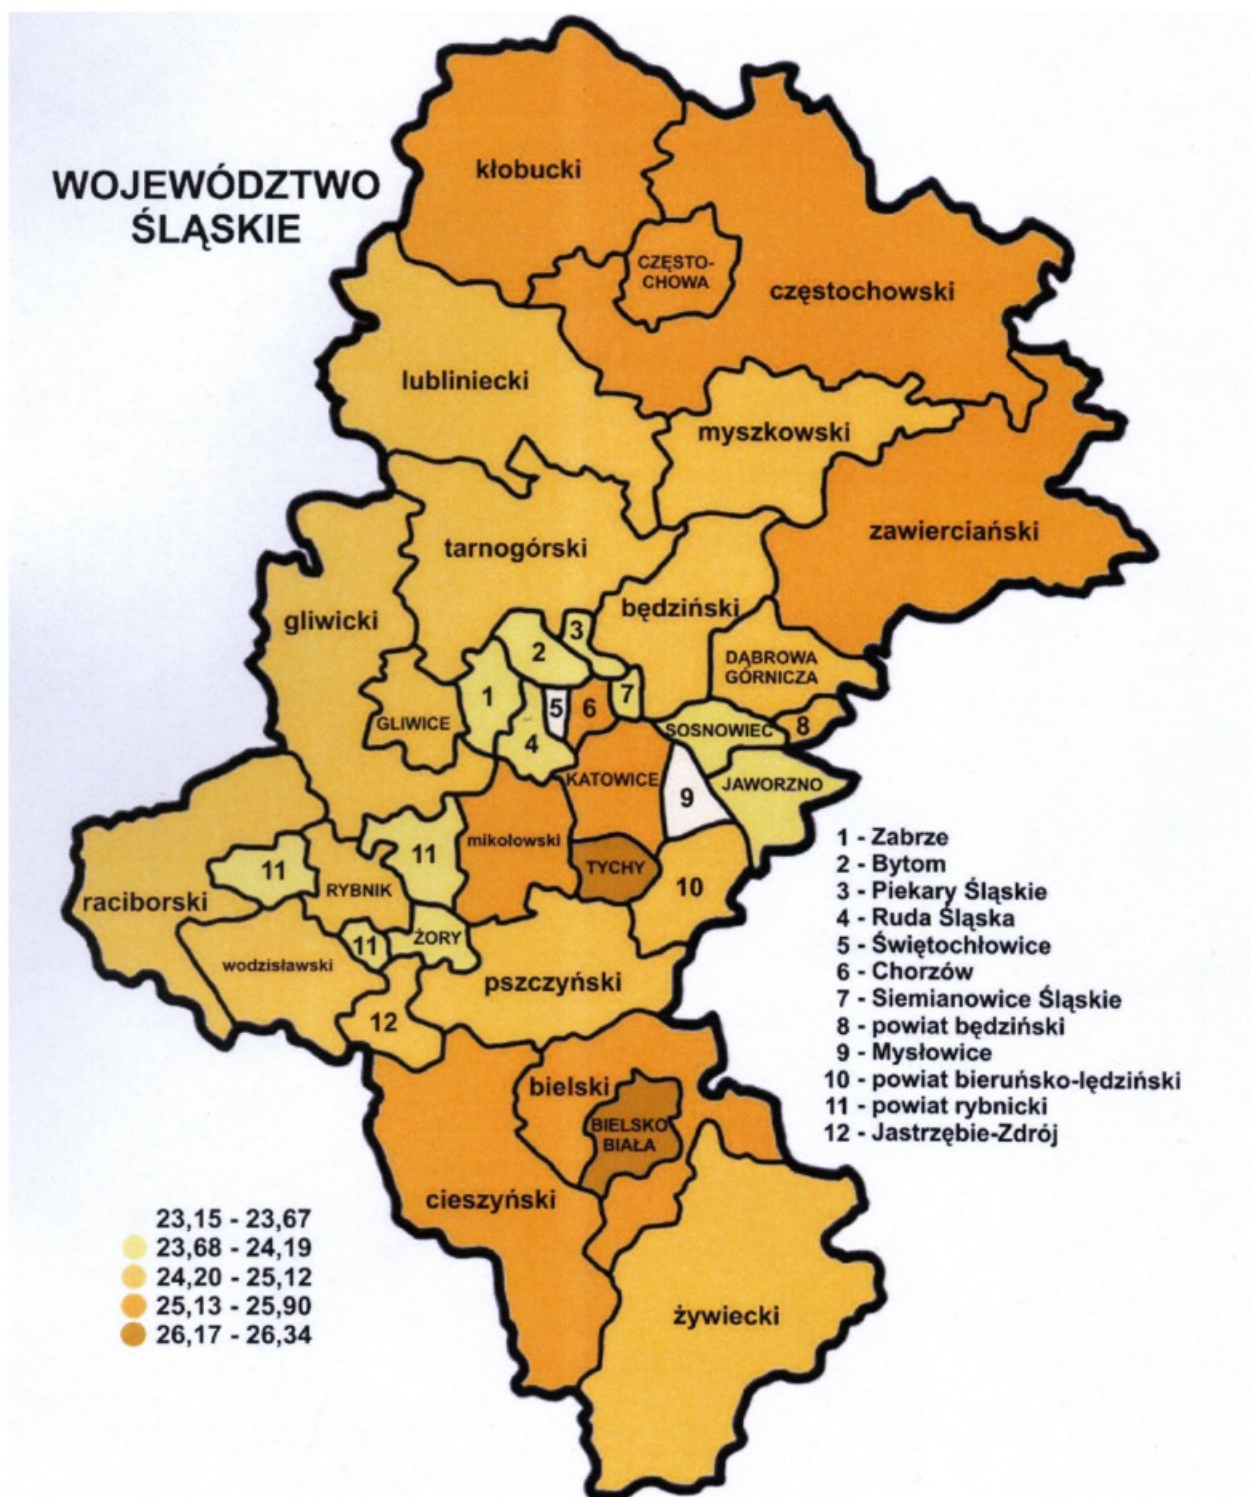 WOJEWÓDZTWO
ŚLĄSKIE
kłobucki
CZĘSTO-
CHOWA
częstochowski
lubliniecki
myszkowski
zawierciański
tarnogórski
gliwicki
będziński
3
2
DĄBROWA
GÓRNICZA
1
7
5
6
GLIWICE
8
SOSNOWIEC
4
KATOWICE
JAWORZNO
9
mikołowski
11
11
TYCHY
10
RYBNIK
raciborski
11
ŻORY
wodzisławski
pszczyński
12
bielski
BIELSKO
BIAŁA
cieszyński
żywiecki
1 - Zabrze
2 - Bytom
3 - Piekary Śląskie
4 - Ruda Śląska
5 - Świętochłowice
6 - Chorzów
7 - Siemianowice Śląskie
8 - powiat będziński
9 - Mysłowice
10 - powiat bieruńsko-lędziński
11 - powiat rybnicki
12 - Jastrzębie-Zdrój
23,15 - 23,67
23,68 - 24,19
24,20 - 25,12
25,13 - 25,90
26,17 - 26,34